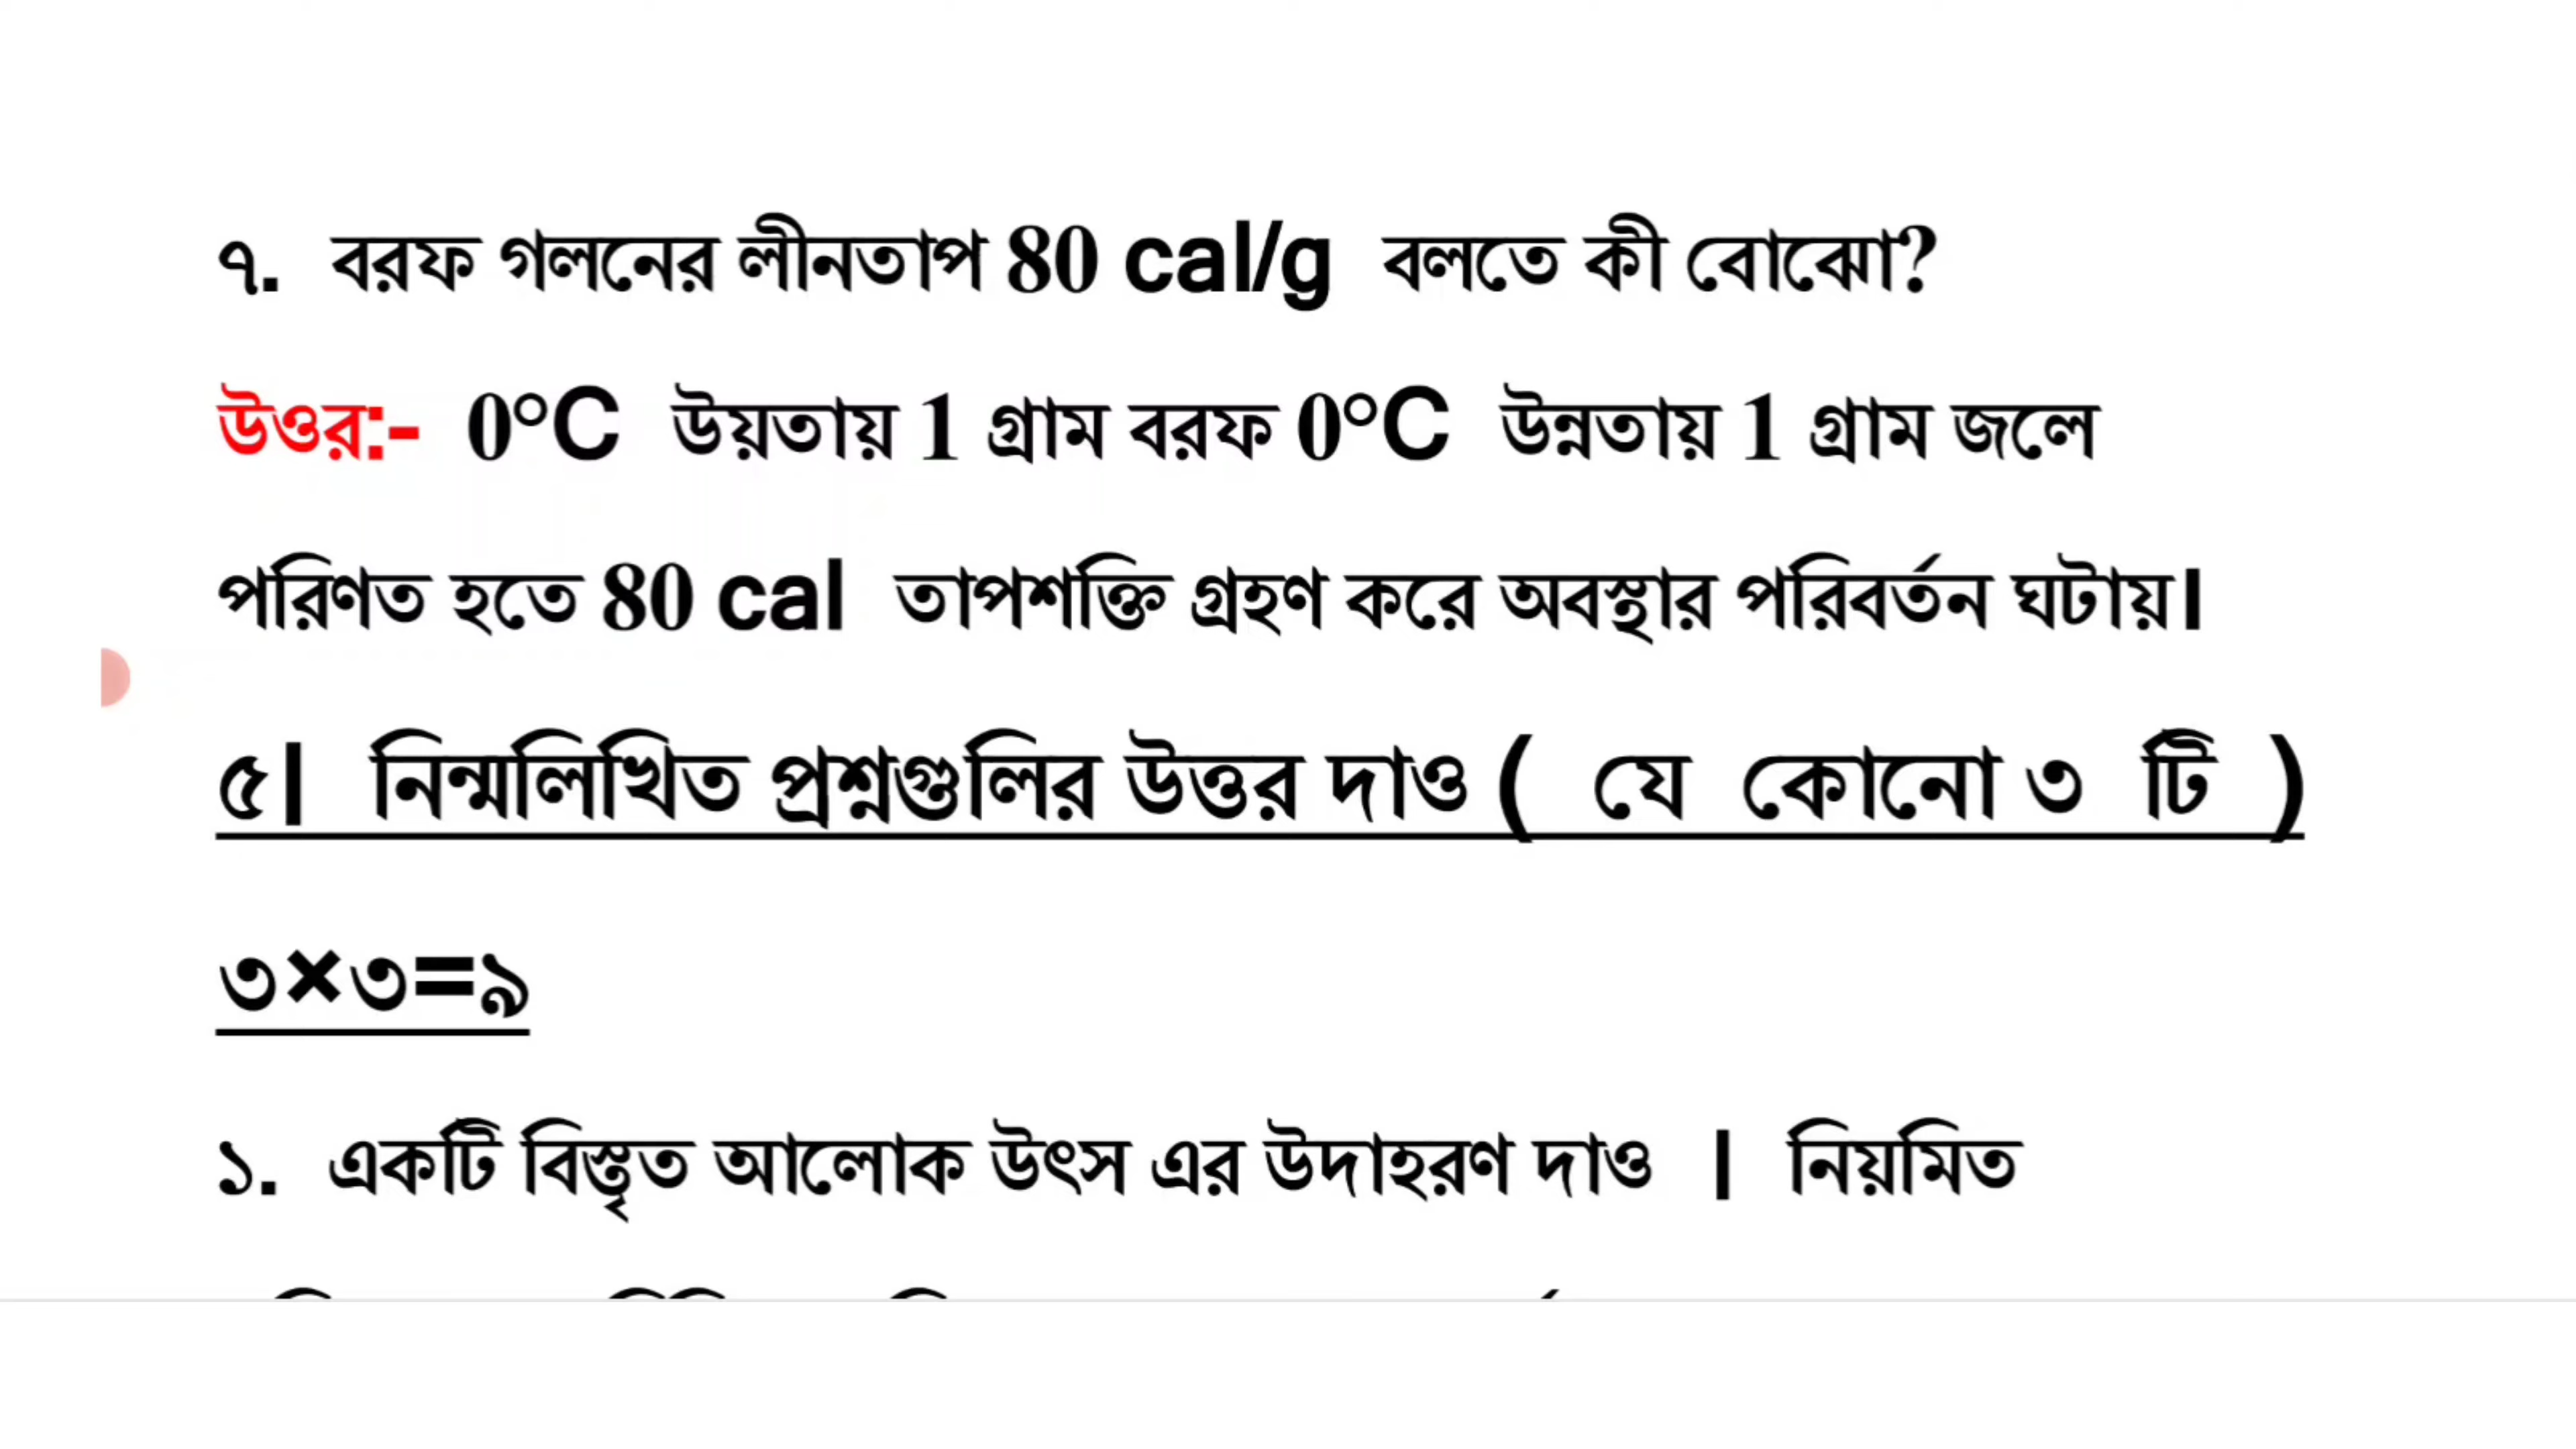 ৭. বরফ গলনের লীনতাপ 80 cal/g বলতে কী বোঝো?
উওর:- 0°C উয়তায় 1 গ্রাম বরফ 0°C উন্নতায় 1 গ্রাম জলে
পরিণত হতে 80 cal তাপশক্তি গ্রহণ করে অবস্থার পরিবর্তন ঘটায়।
৫| নিন্মলিখিত প্রশ্নগুলির উত্তর দাও ( যে কোনো ৩ টি )
৩×৩=৯
১. একটি বিস্তৃত আলোক উৎস এর উদাহরণ দাও | নিয়মিত